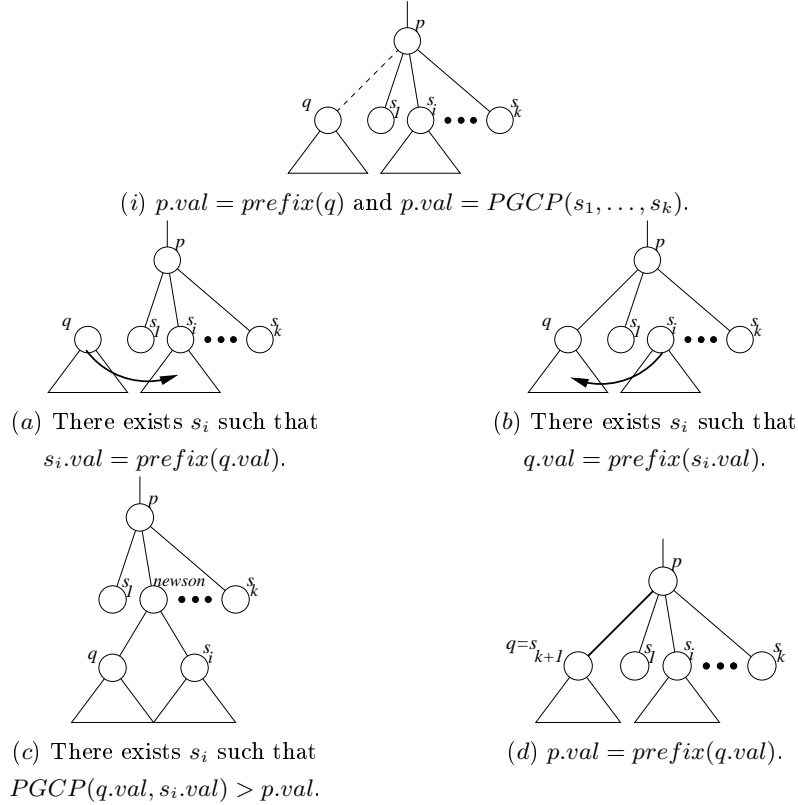 p
q s1 si ••• sk
(i) p.val = prefix(q) and p.val = PGCP(s1, . . . , sk).
p
q s1 si ••• sk
(a) There exists si such that
si.val = prefix(q.val).
p
q s1 si ••• sk
(b) There exists si such that
q.val = prefix(si.val).
p
s1 newson ••• sk
q si
(c) There exists si such that
PGCP(q.val, si.val) > p.val.
p
q=sk+1 s1 si ••• sk
(d) p.val = prefix(q.val).